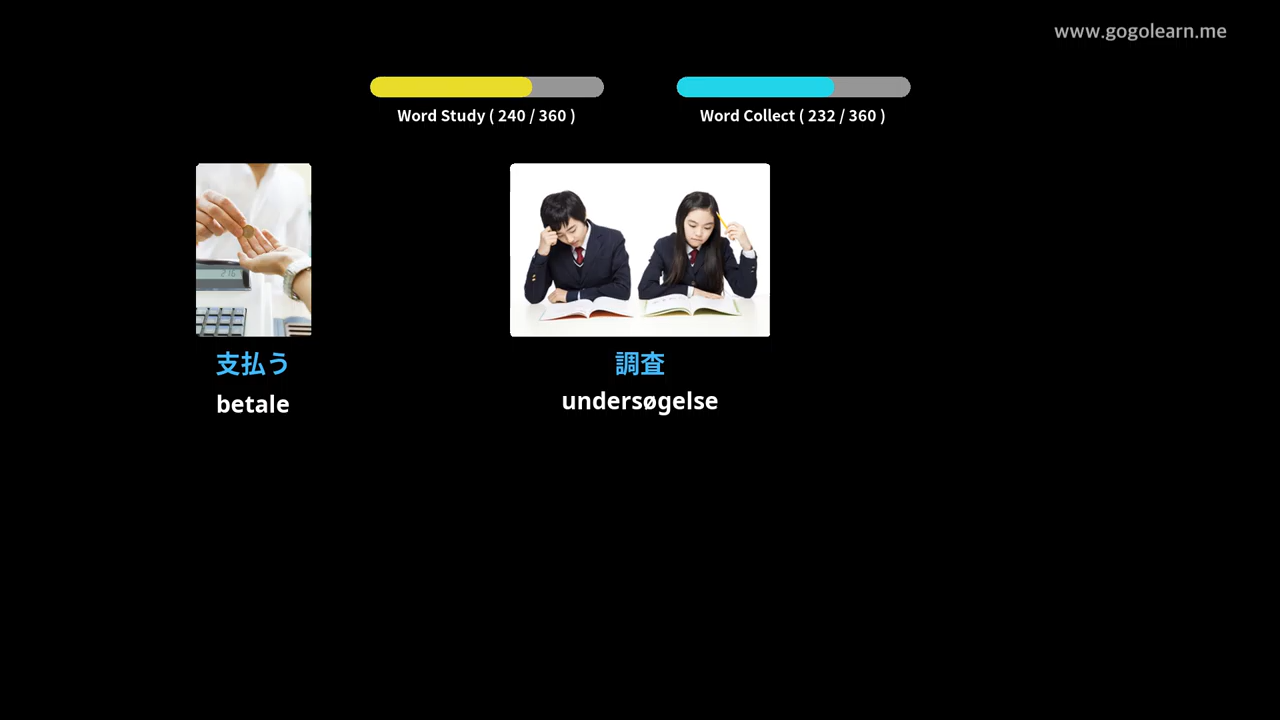 www.gogolearn.me
Word Study ( 240 / 360 )
Word Collect ( 232 / 360 )
支払う
betale
調査
undersøgelse